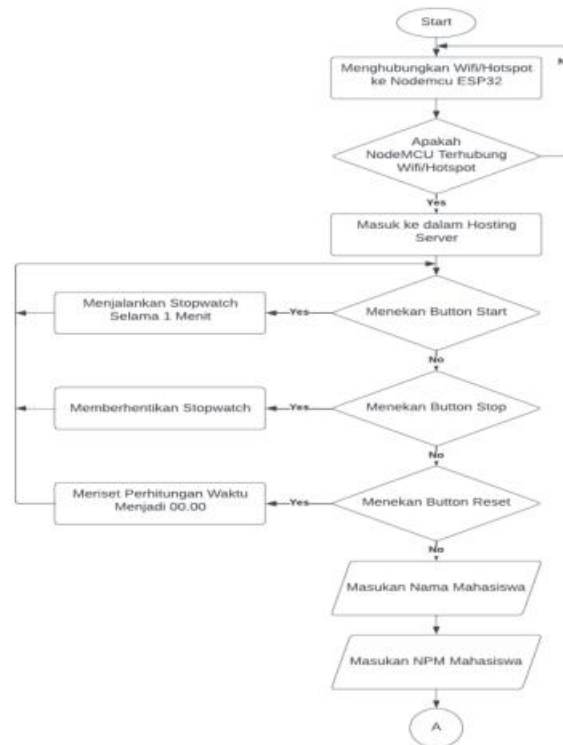 Start
Menghubungkan Wifi/Hotspot
ke Nodemcu ESP32
Apakah
NodeMCU Terhubung
Wifi/Hotspot
N
Yes
Masuk ke dalam Hosting
Server
Menekan Button Start
Yes
Menjalankan Stopwatch
Selama 1 Menit
No
Menekan Button Stop
Yes
Memberhentikan Stopwatch
No
Menekan Button Reset
Yes
Meriset Perhitungan Waktu
Menjadi 00.00
No
Masukan Nama Mahasiswa
Masukan NPM Mahasiswa
A